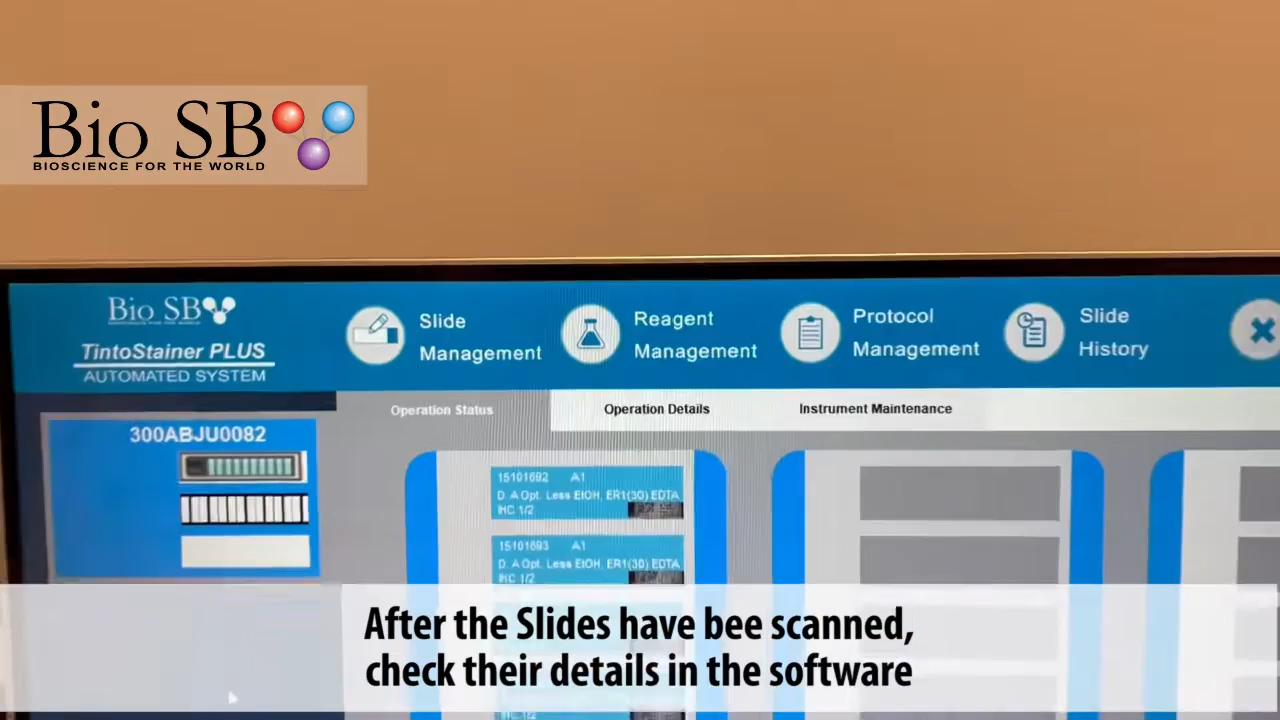 Bio SB
BIOSCIENCE FOR THE WORLD
Bio SB
TintoStainer PLUS
AUTOMATED SYSTEM
Slide
Management
Reagent
Management
Protocol
Management
Slide
History
Operation Status
Operation Details
Instrument Maintenance
300ABJU0082
15101692 A1
D. A Opt. Less EtOH, ER1(30) EDTA
IHC 1/2
15101693 A1
D. A Opt. Less EtOH, ER1(30) EDTA
IHC 1/2
After the Slides have bee scanned,
check their details in the software